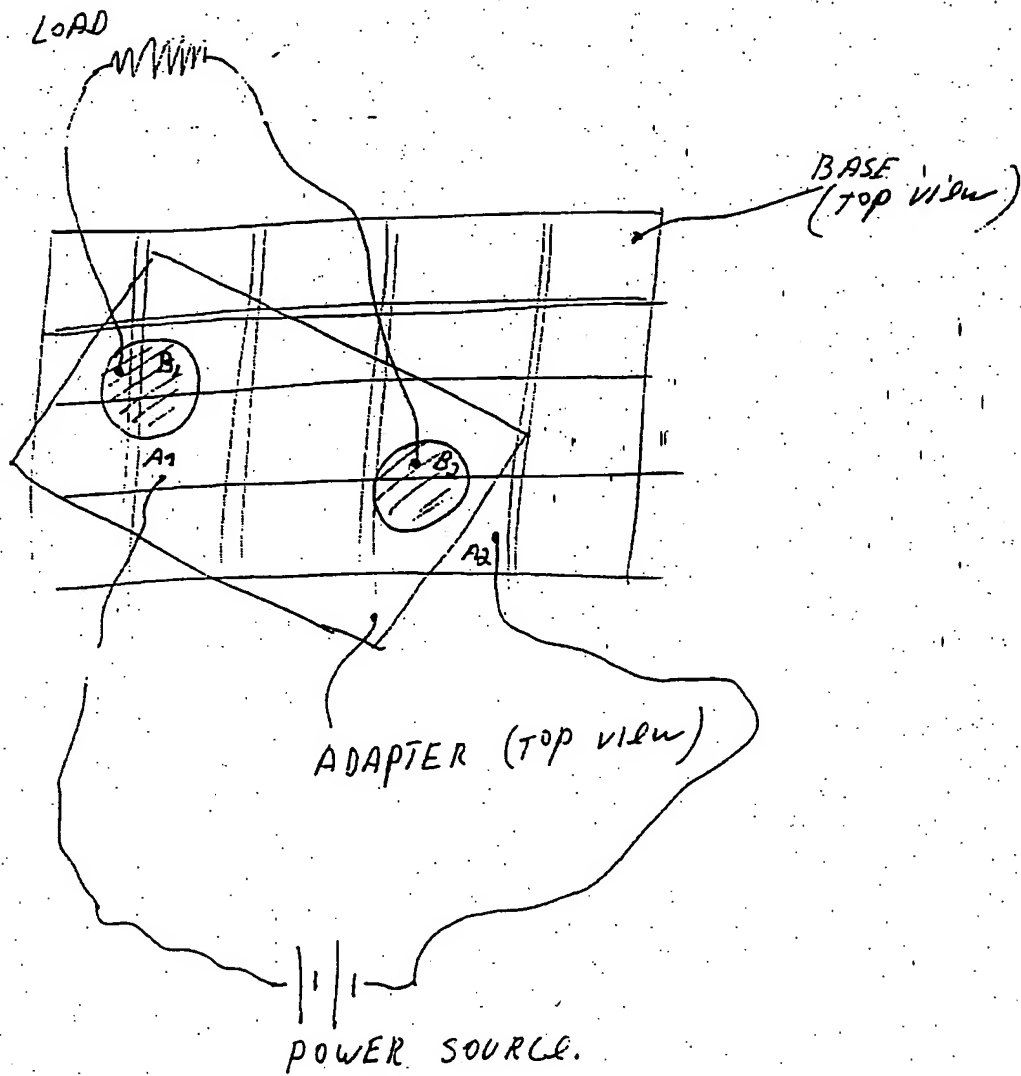 LOAD
BASE
(TOP view)
B1
A1
B2
A2
ADAPTER (TOP view)
POWER SOURCE.